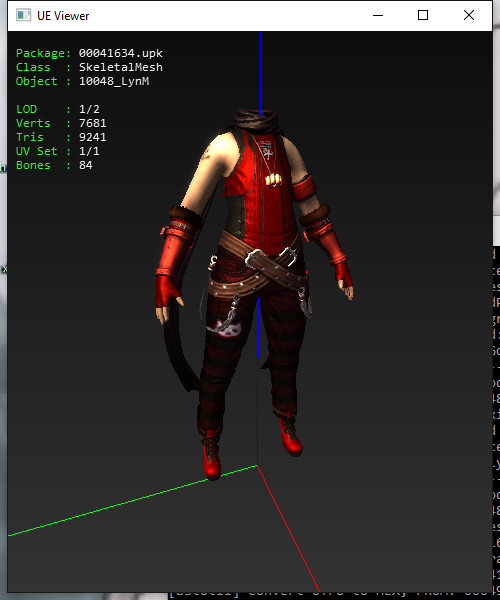 UE Viewer
Package: 00041634.upk
Class : SkeletalMesh
Object : 10048_LynM
LOD : 1/2
Verts : 7681
Tris : 9241
UV Set : 1/1
Bones : 84